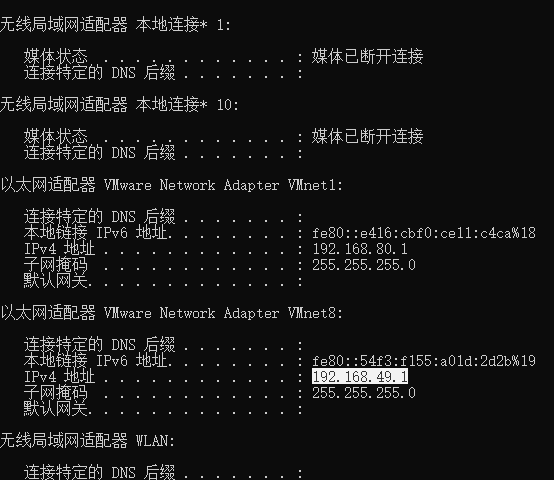 无线局域网适配器 本地连接* 1:
媒体状态 . . . . . . . . . . . . : 媒体已断开连接
连接特定的 DNS 后缀 . . . . . . . :
无线局域网适配器 本地连接* 10:
媒体状态 . . . . . . . . . . . . : 媒体已断开连接
连接特定的 DNS 后缀 . . . . . . . :
以太网适配器 VMware Network Adapter VMnet1:
连接特定的 DNS 后缀 . . . . . . . :
本地链接 IPv6 地址. . . . . . . . : fe80::e416:cbf0:ce11:c4ca%18
IPv4 地址 . . . . . . . . . . . . : 192.168.80.1
子网掩码 . . . . . . . . . . . . : 255.255.255.0
默认网关. . . . . . . . . . . . . :
以太网适配器 VMware Network Adapter VMnet8:
连接特定的 DNS 后缀 . . . . . . . :
本地链接 IPv6 地址. . . . . . . . : fe80::54f3:f155:a01d:2d2b%19
IPv4 地址 . . . . . . . . . . . . : 192.168.49.1
子网掩码 . . . . . . . . . . . . : 255.255.255.0
默认网关. . . . . . . . . . . . . :
无线局域网适配器 WLAN:
连接特定的 DNS 后缀 . . . . . . . :